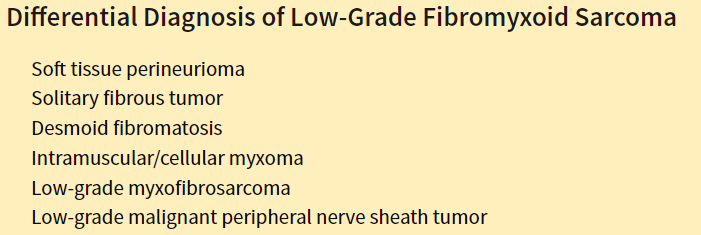 Differential Diagnosis of Low-Grade Fibromyxoid Sarcoma
Soft tissue perineurioma
Solitary fibrous tumor
Desmoid fibromatosis
Intramuscular/cellular myxoma
Low-grade myxofibrosarcoma
Low-grade malignant peripheral nerve sheath tumor